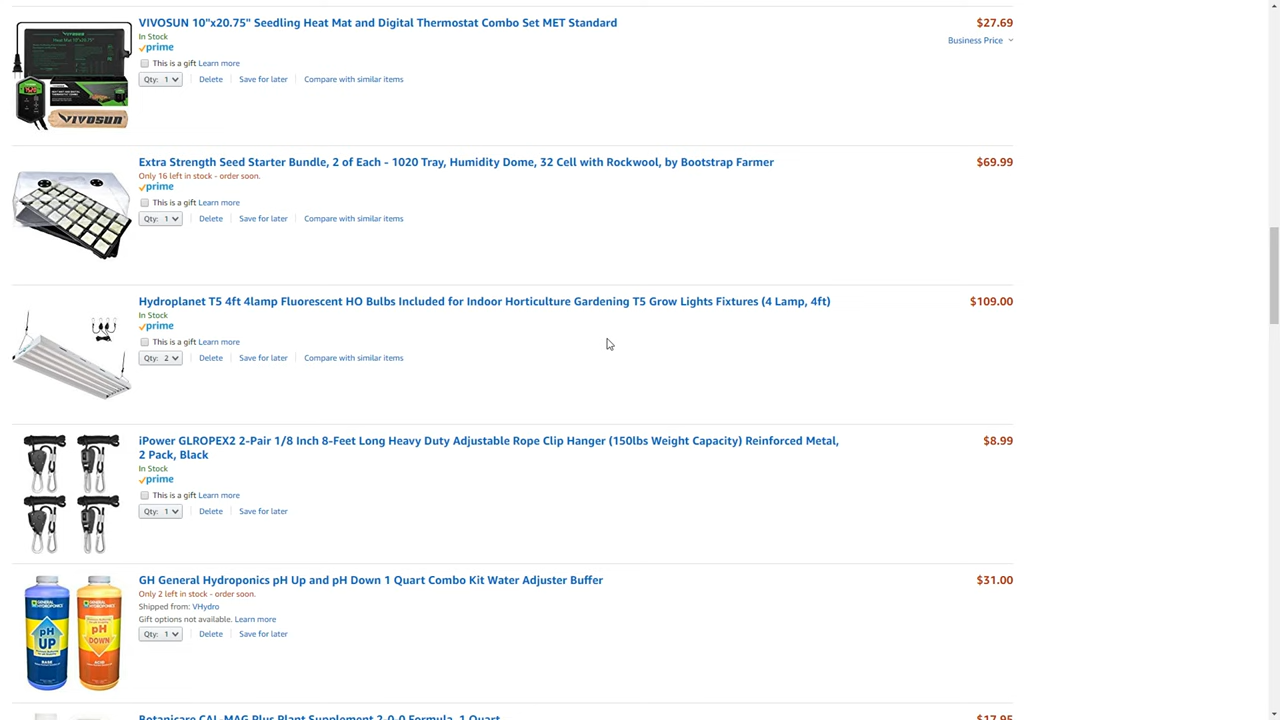 VIVOSUN 10"x20.75" Seedling Heat Mat and Digital Thermostat Combo Set MET Standard
$27.69
In Stock
Business Price
prime
This is a gift Learn more
Qty: 1
Delete
Save for later
Compare with similar items
VIVOSUN
Extra Strength Seed Starter Bundle, 2 of Each - 1020 Tray, Humidity Dome, 32 Cell with Rockwool, by Bootstrap Farmer
$69.99
Only 16 left in stock - order soon.
prime
This is a gift Learn more
Qty: 1
Delete
Save for later
Compare with similar items
Hydroplanet T5 4ft 4lamp Fluorescent HO Bulbs Included for Indoor Horticulture Gardening T5 Grow Lights Fixtures (4 Lamp, 4ft)
$109.00
In Stock
prime
This is a gift Learn more
Qty: 2
Delete
Save for later
Compare with similar items
iPower GLROPEX2 2-Pair 1/8 Inch 8-Feet Long Heavy Duty Adjustable Rope Clip Hanger (150lbs Weight Capacity) Reinforced Metal,
2 Pack, Black
$8.99
In Stock
prime
This is a gift Learn more
Qty: 1
Delete
Save for later
GH General Hydroponics pH Up and pH Down 1 Quart Combo Kit Water Adjuster Buffer
$31.00
Only 2 left in stock - order soon.
Shipped from: VHydro
Gift options not available. Learn more
Qty: 1
Delete
Save for later
pH
UP
pH
DOWN
Botanicare CAL-MAG Plus Plant Supplement 2-0-0 Formula, 1 Quart
$17.95